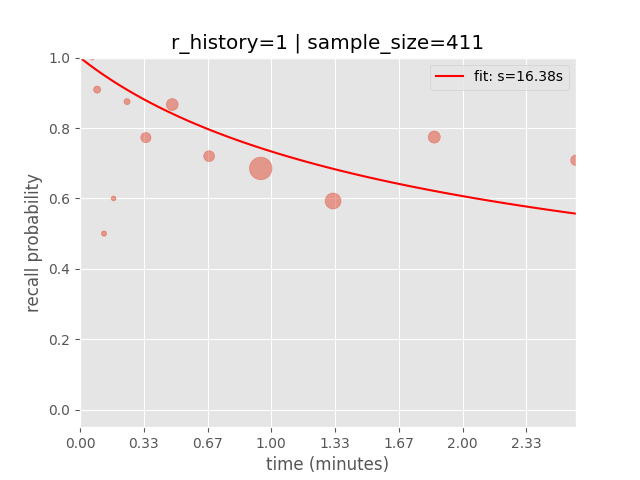 r_history=1 | sample_size=411
fit: s=16.38s
recall probability
1.0
0.8
0.6
0.4
0.2
0.0
0.00 0.33 0.67 1.00 1.33 1.67 2.00 2.33
time (minutes)